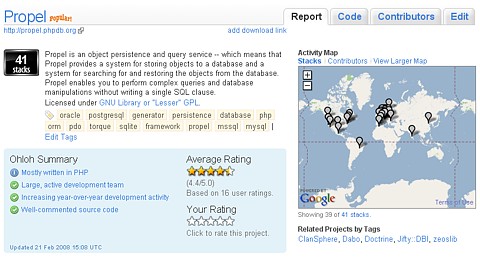 Propel Popular!
Report
Code
Contributors
Edit
http://propel.phpdb.org
add download link
41
stacks
Propel is an object persistence and query service -- which means that
Propel provides a system for storing objects to a database and a
system for searching for and restoring the objects from the database.
Propel enables you to perform complex queries and database
manipulations without writing a single SQL clause.
Licensed under GNU Library or "Lesser" GPL.
oracle postgresql generator persistence database php
orm pdo torque sqlite framework propel mssql mysql |
Edit Tags
Ohloh Summary
Mostly written in PHP
Large, active development team
Increasing year-over-year development activity
Well-commented source code
Updated 21 Feb 2008 15:08 UTC
Average Rating
(4.4/5.0)
Based on 16 user ratings.
Your Rating
Click to rate this project.
Activity Map
Stacks · Contributors · View Larger Map
+
-
POWERED BY
Google
Terms of Use
Showing 39 of 41 stacks.
Related Projects by Tags
ClanSphere, Dabo, Doctrine, Jifty::DBI, zeoslib